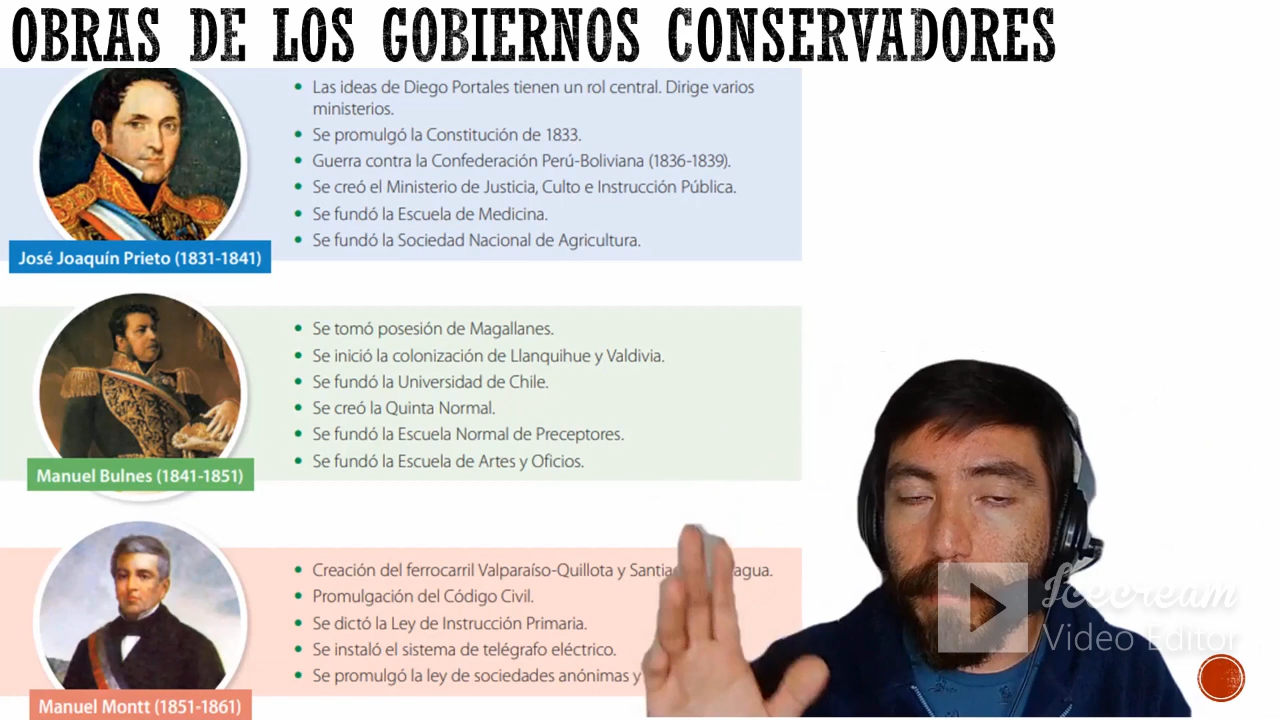 OBRAS DE LOS GOBIERNOS CONSERVADORES
• Las ideas de Diego Portales tienen un rol central. Dirige varios
ministerios.
• Se promulgó la Constitución de 1833.
• Guerra contra la Confederación Perú-Boliviana (1836-1839).
• Se creó el Ministerio de Justicia, Culto e Instrucción Pública.
• Se fundó la Escuela de Medicina.
• Se fundó la Sociedad Nacional de Agricultura.
José Joaquín Prieto (1831-1841)
• Se tomó posesión de Magallanes.
• Se inició la colonización de Llanquihue y Valdivia.
• Se fundó la Universidad de Chile.
• Se creó la Quinta Normal.
• Se fundó la Escuela Normal de Preceptores.
• Se fundó la Escuela de Artes y Oficios.
Manuel Bulnes (1841-1851)
• Creación del ferrocarril Valparaíso-Quillota y
• Promulgación del Código Civil.
• Se dictó la Ley de Instrucción Primaria.
• Se instaló el sistema de telégrafo eléctrico.
• Se promulgó la ley de sociedades anónimas y
Manuel Montt (1851-1861)
Icecream
Video Editor